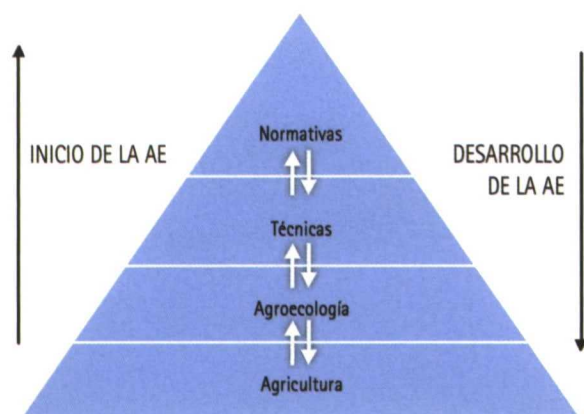 Normativas
INICIO DE LA AE
DESARROLLO
DE LA AE
Técnicas
Agroecología
Agricultura